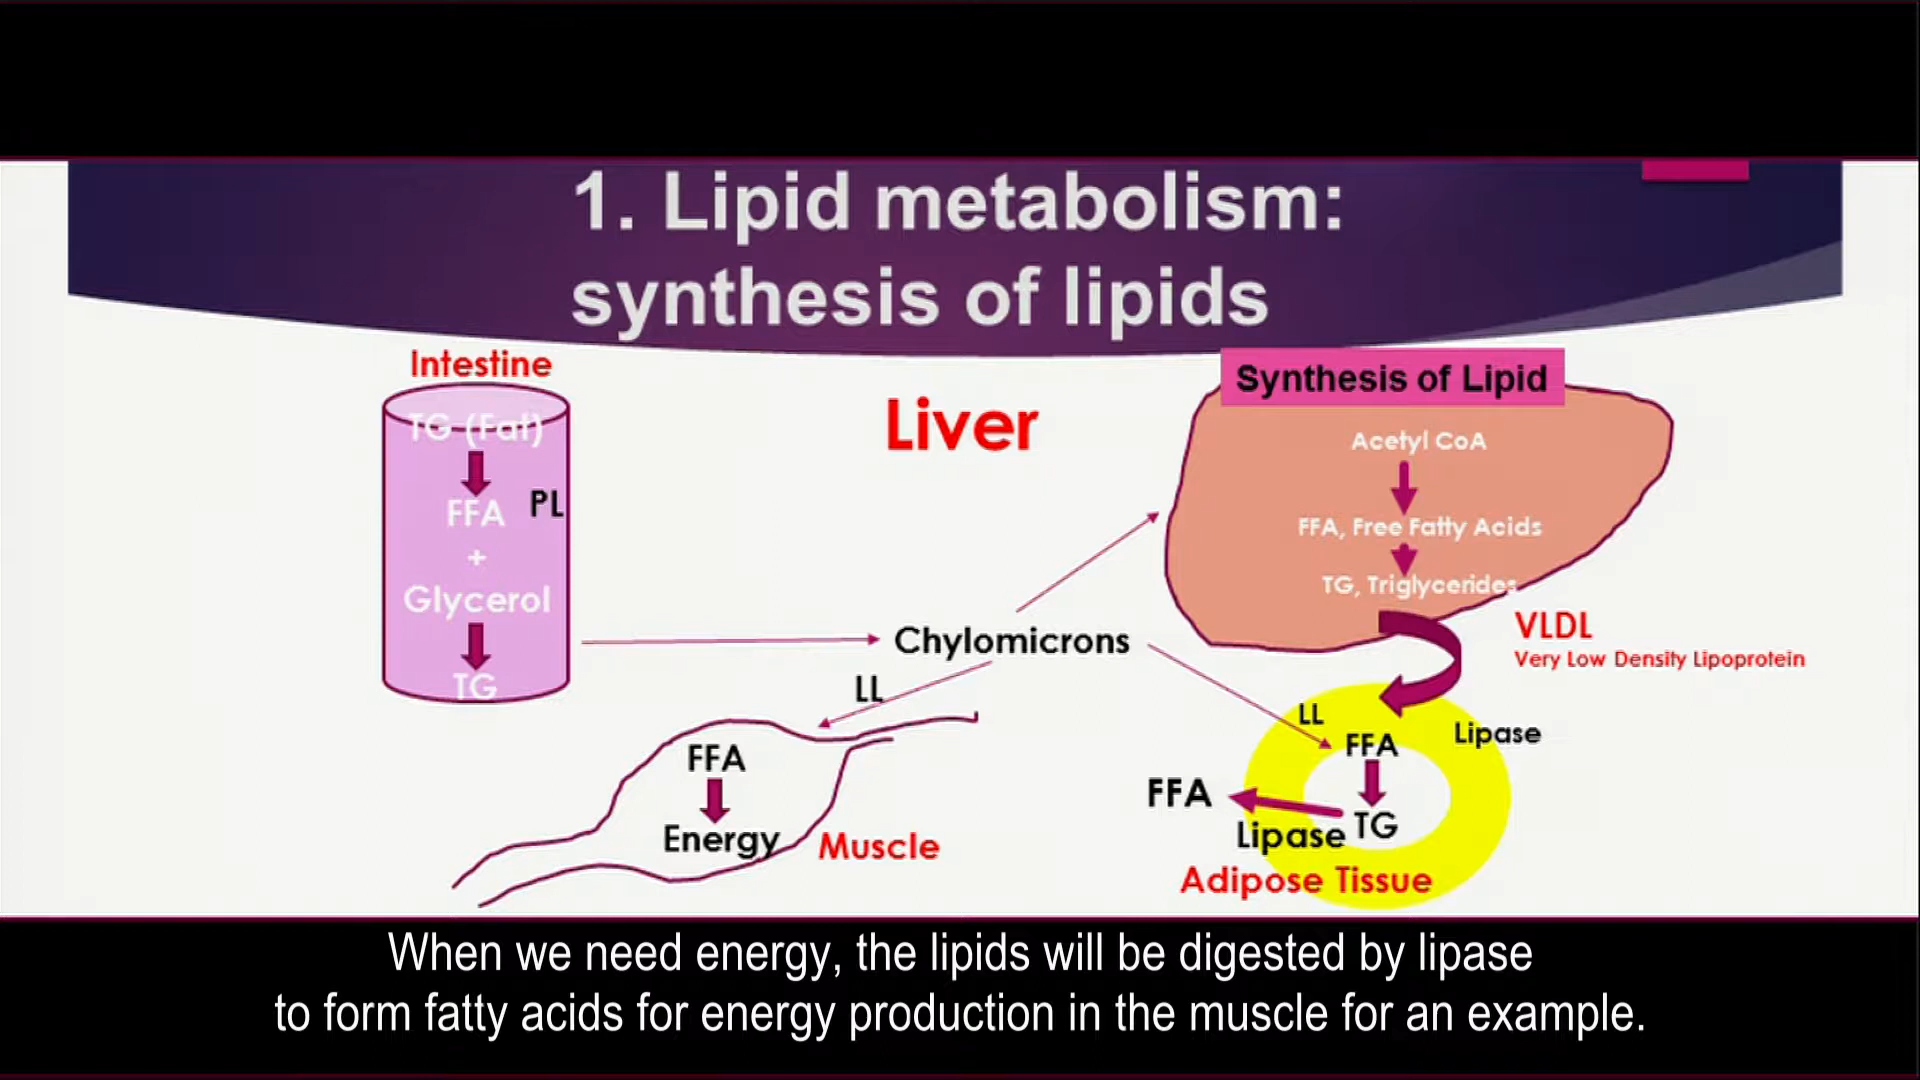 1. Lipid metabolism:
synthesis of lipids
Intestine
TG (Fat)
FFA
PL
+
Glycerol
TG
Liver
Synthesis of Lipid
Acetyl CoA
FFA, Free Fatty Acids
TG, Triglycerides
VLDL
Very Low Density Lipoprotein
Chylomicrons
LL
FFA
Energy
Muscle
LL
FFA
Lipase
FFA
TG
Lipase
Adipose Tissue
When we need energy, the lipids will be digested by lipase
to form fatty acids for energy production in the muscle for an example.